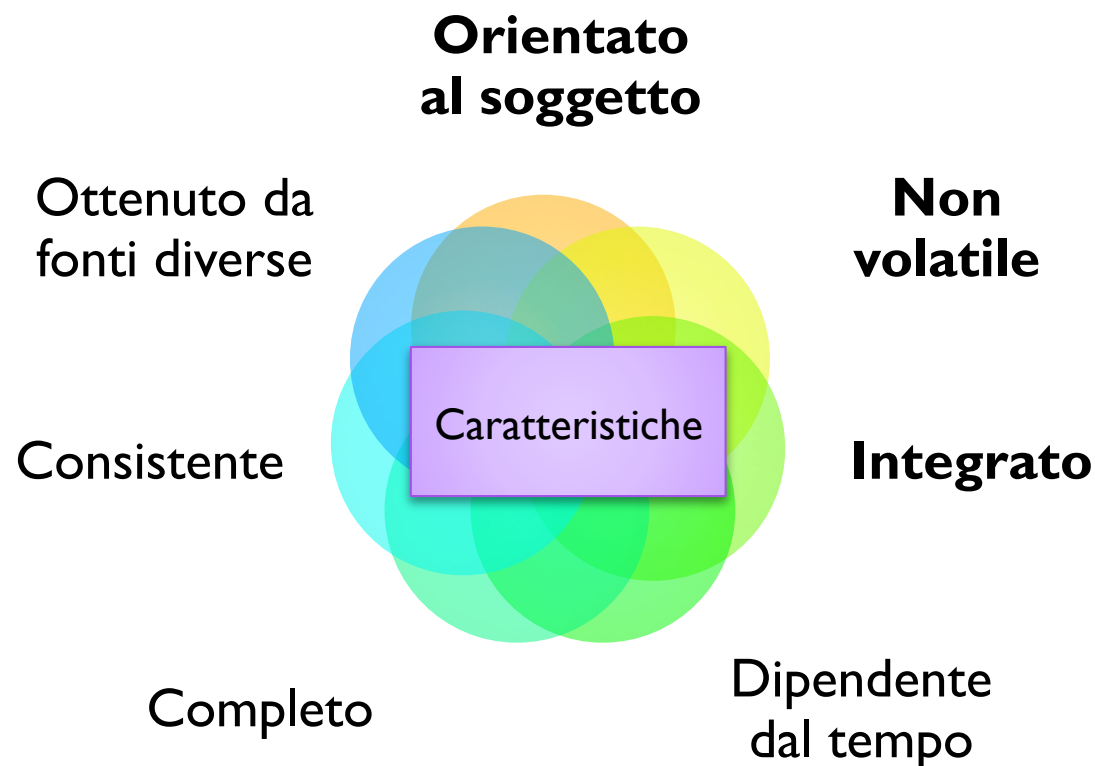 Orientato
al soggetto
Ottenuto da
fonti diverse
Non
volatile
Caratteristiche
Consistente
Integrato
Completo
Dipendente
dal tempo